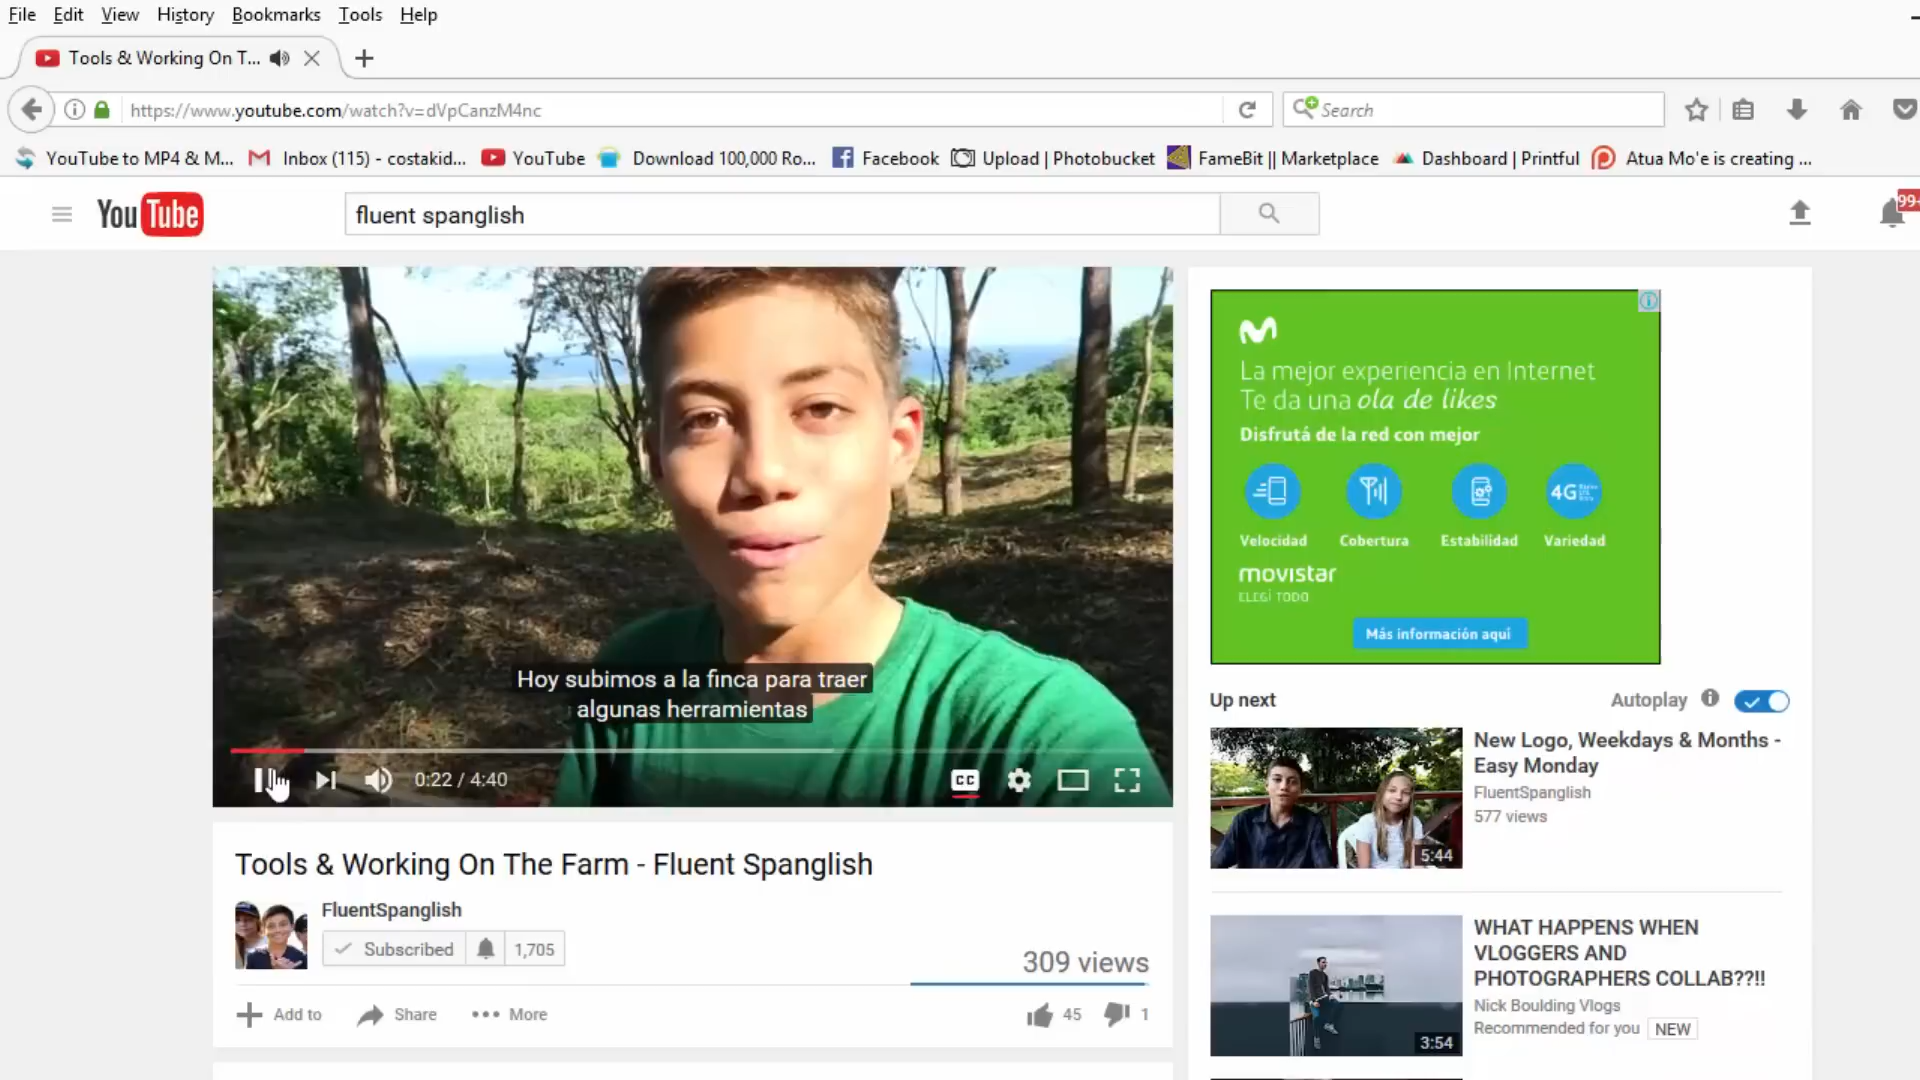 File Edit View History Bookmarks Tools Help
Tools & Working On T...
https://www.youtube.com/watch?v=dVpCanzM4nc
Search
YouTube to MP4 & M... Inbox (115) - costakid... YouTube Download 100,000 Ro... Facebook Upload | Photobucket FameBit || Marketplace Dashboard | Printful Atua Mo'e is creating ...
YouTube
fluent spanglish
99+
La mejor experiencia en Internet
Te da una ola de likes
Disfrutá de la red con mejor
4G
Velocidad Cobertura Estabilidad Variedad
movistar
ELEGÍ TODO
Más información aquí
Hoy subimos a la finca para traer
algunas herramientas
0:22 / 4:40
CC
Tools & Working On The Farm - Fluent Spanglish
FluentSpanglish
Subscribed 1,705
309 views
Add to Share More 45 1
Up next Autoplay
New Logo, Weekdays & Months -
Easy Monday
FluentSpanglish
577 views
5:44
WHAT HAPPENS WHEN
VLOGGERS AND
PHOTOGRAPHERS COLLAB??!!
Nick Boulding Vlogs
Recommended for you NEW
3:54